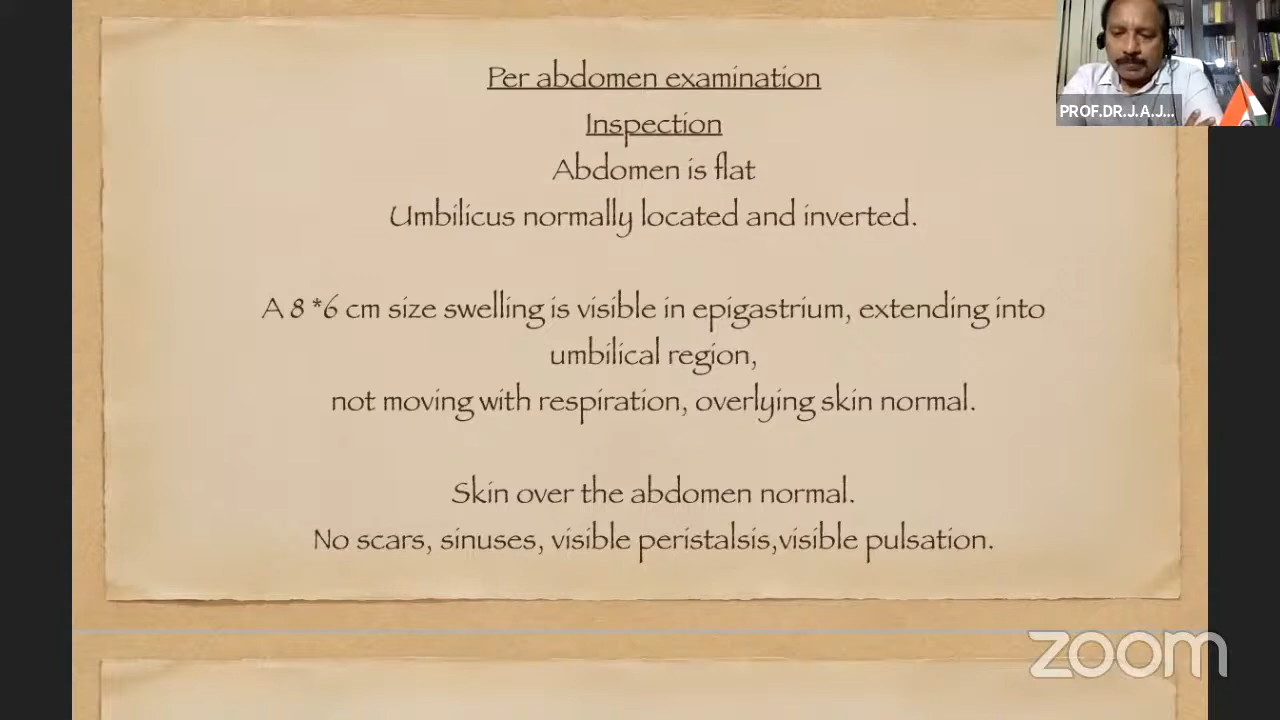 Per abdomen examination
Inspection
Abdomen is flat
Umbilicus normally located and inverted.
A 8 *6 cm size swelling is visible in epigastrium, extending into
umbilical region,
not moving with respiration, overlying skin normal.
Skin over the abdomen normal.
No scars, sinuses, visible peristalsis,visible pulsation.
PROF.DR.J.A.J...
zoom